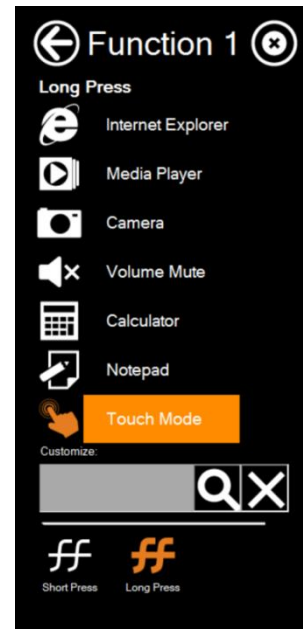 Function 1
Long Press
Internet Explorer
Media Player
Camera
Volume Mute
Calculator
Notepad
Touch Mode
Customize:
Short Press
Long Press